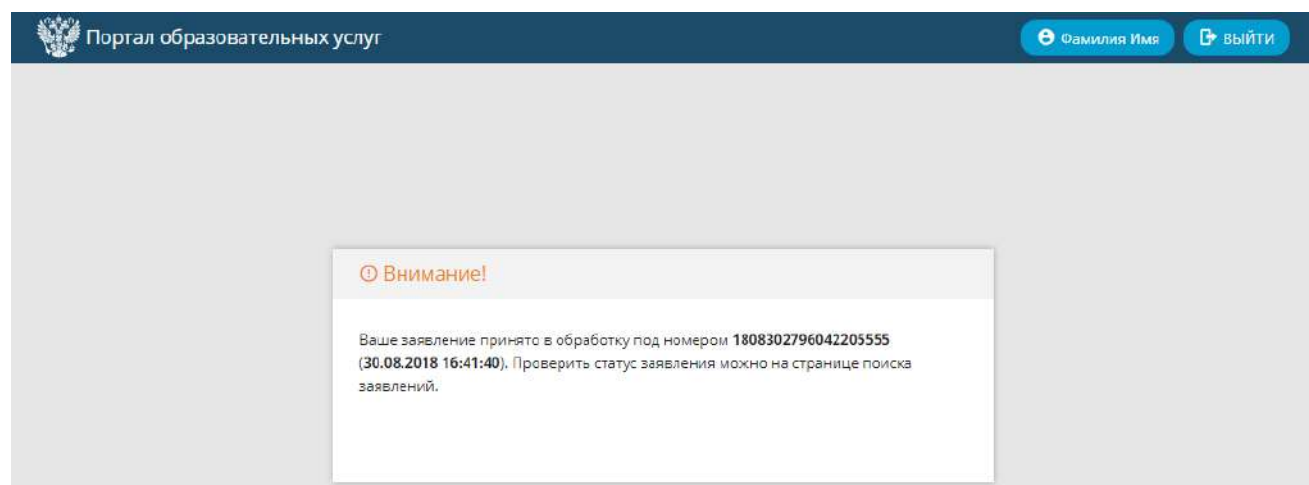 Портал образовательных услуг
Фамилия Имя
ВЫЙТИ
Внимание!
Ваше заявление принято в обработку под номером 1808302796042205555
(30.08.2018 16:41:40). Проверить статус заявления можно на странице поиска
заявлений.